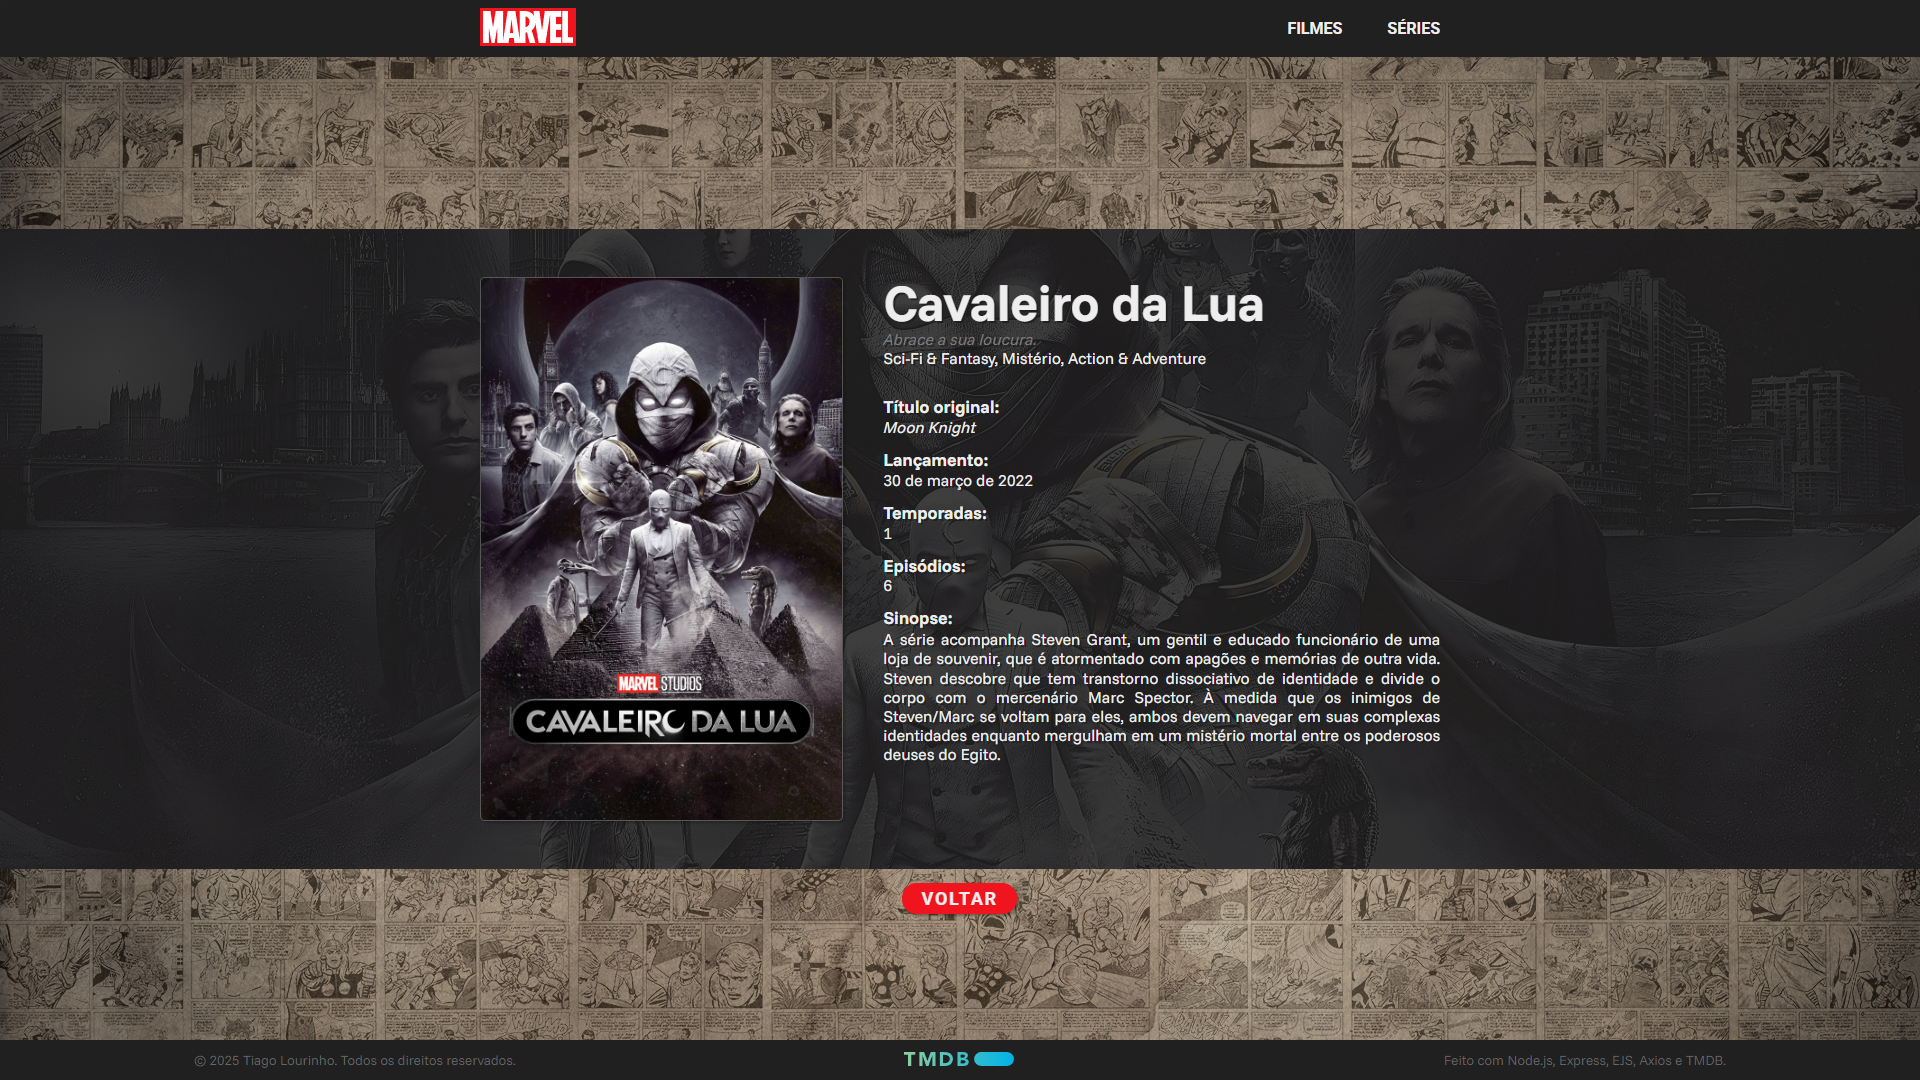 MARVEL
FILMES
SÉRIES
Cavaleiro da Lua
Abrace a sua loucura.
Sci-Fi & Fantasy, Mistério, Action & Adventure
Título original:
Moon Knight
Lançamento:
30 de março de 2022
Temporadas:
1
Episódios:
6
Sinopse:
A série acompanha Steven Grant, um gentil e educado funcionário de uma
loja de souvenir, que é atormentado com apagões e memórias de outra vida.
Steven descobre que tem transtorno dissociativo de identidade e divide o
corpo com o mercenário Marc Spector. À medida que os inimigos de
Steven/Marc se voltam para eles, ambos devem navegar em suas complexas
identidades enquanto mergulham em um mistério mortal entre os poderosos
deuses do Egito.
MARVEL STUDIOS
CAVALEIRO DA LUA
VOLTAR
© 2025 Tiago Lourinho. Todos os direitos reservados.
TMDB
Feito com Node.js, Express, EJS, Axios e TMDB.